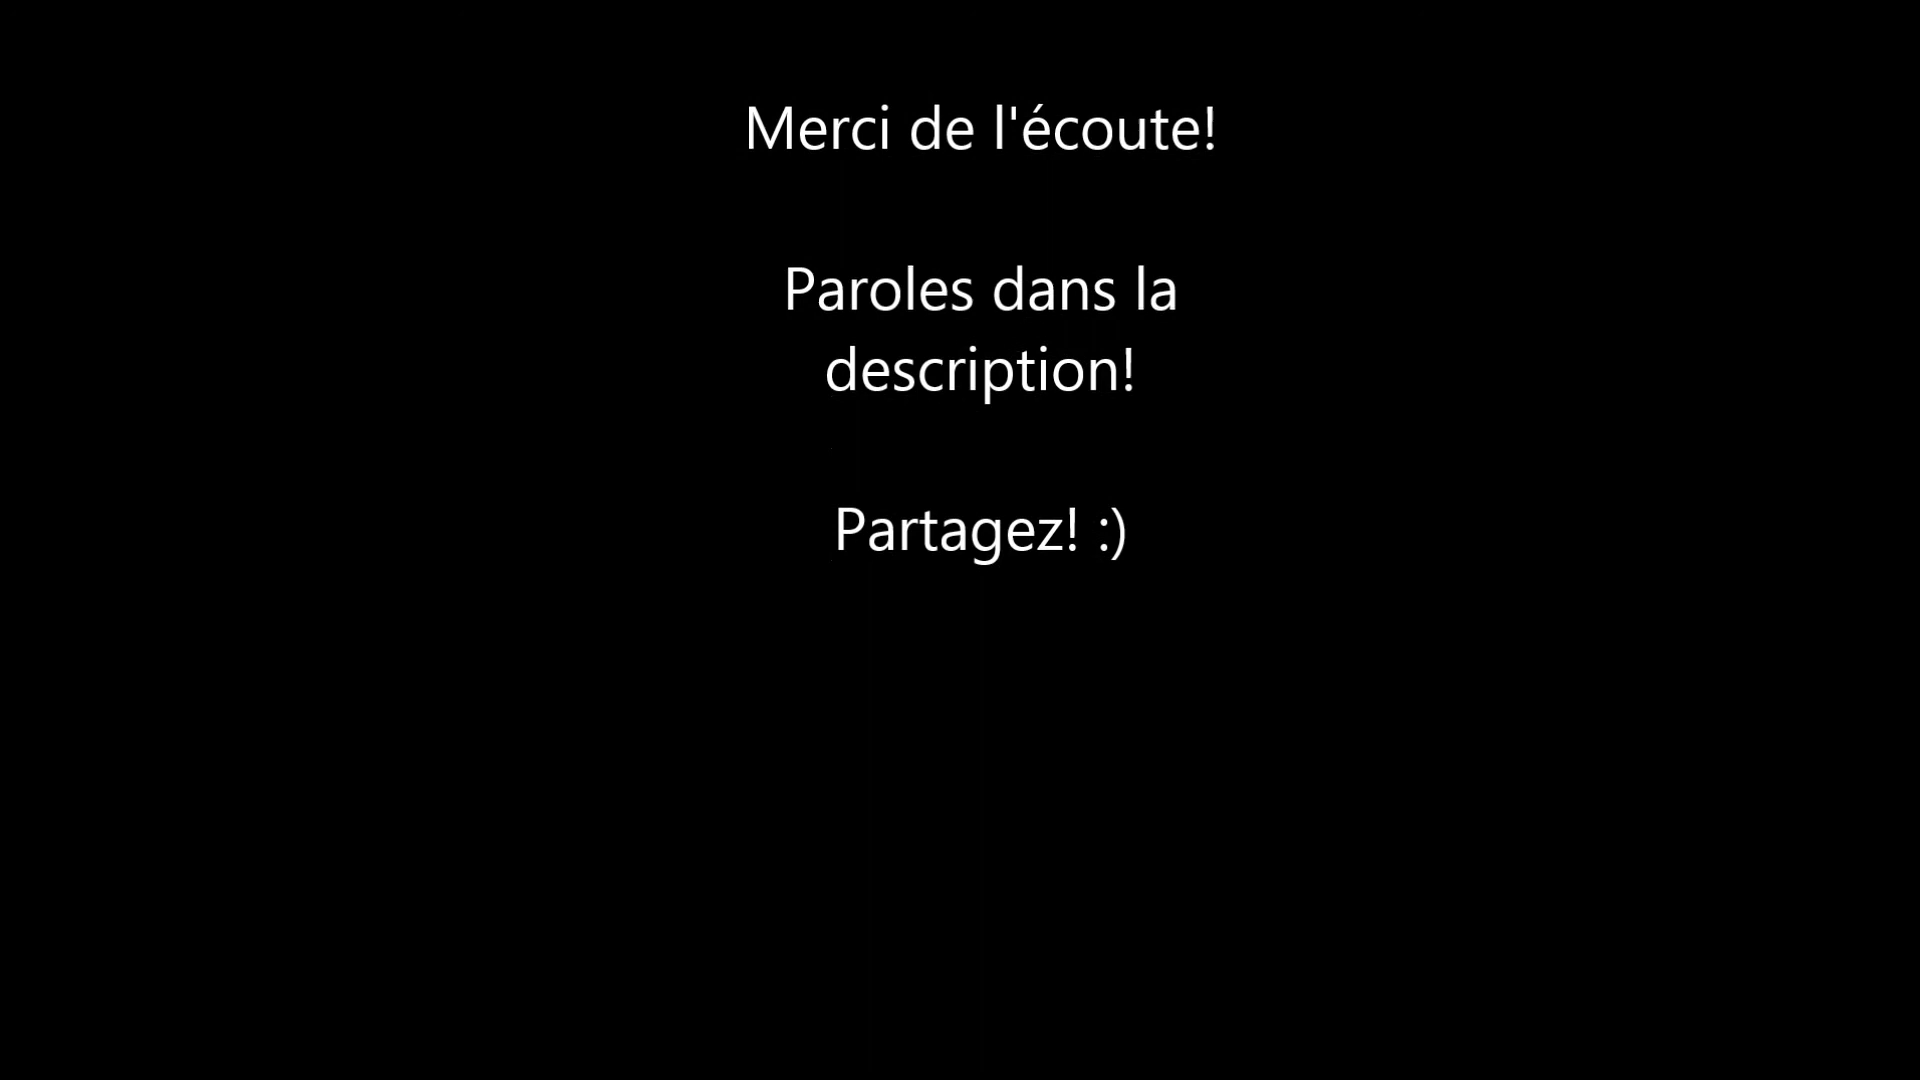 Merci de l'écoute!
Paroles dans la
description!
Partagez! :)